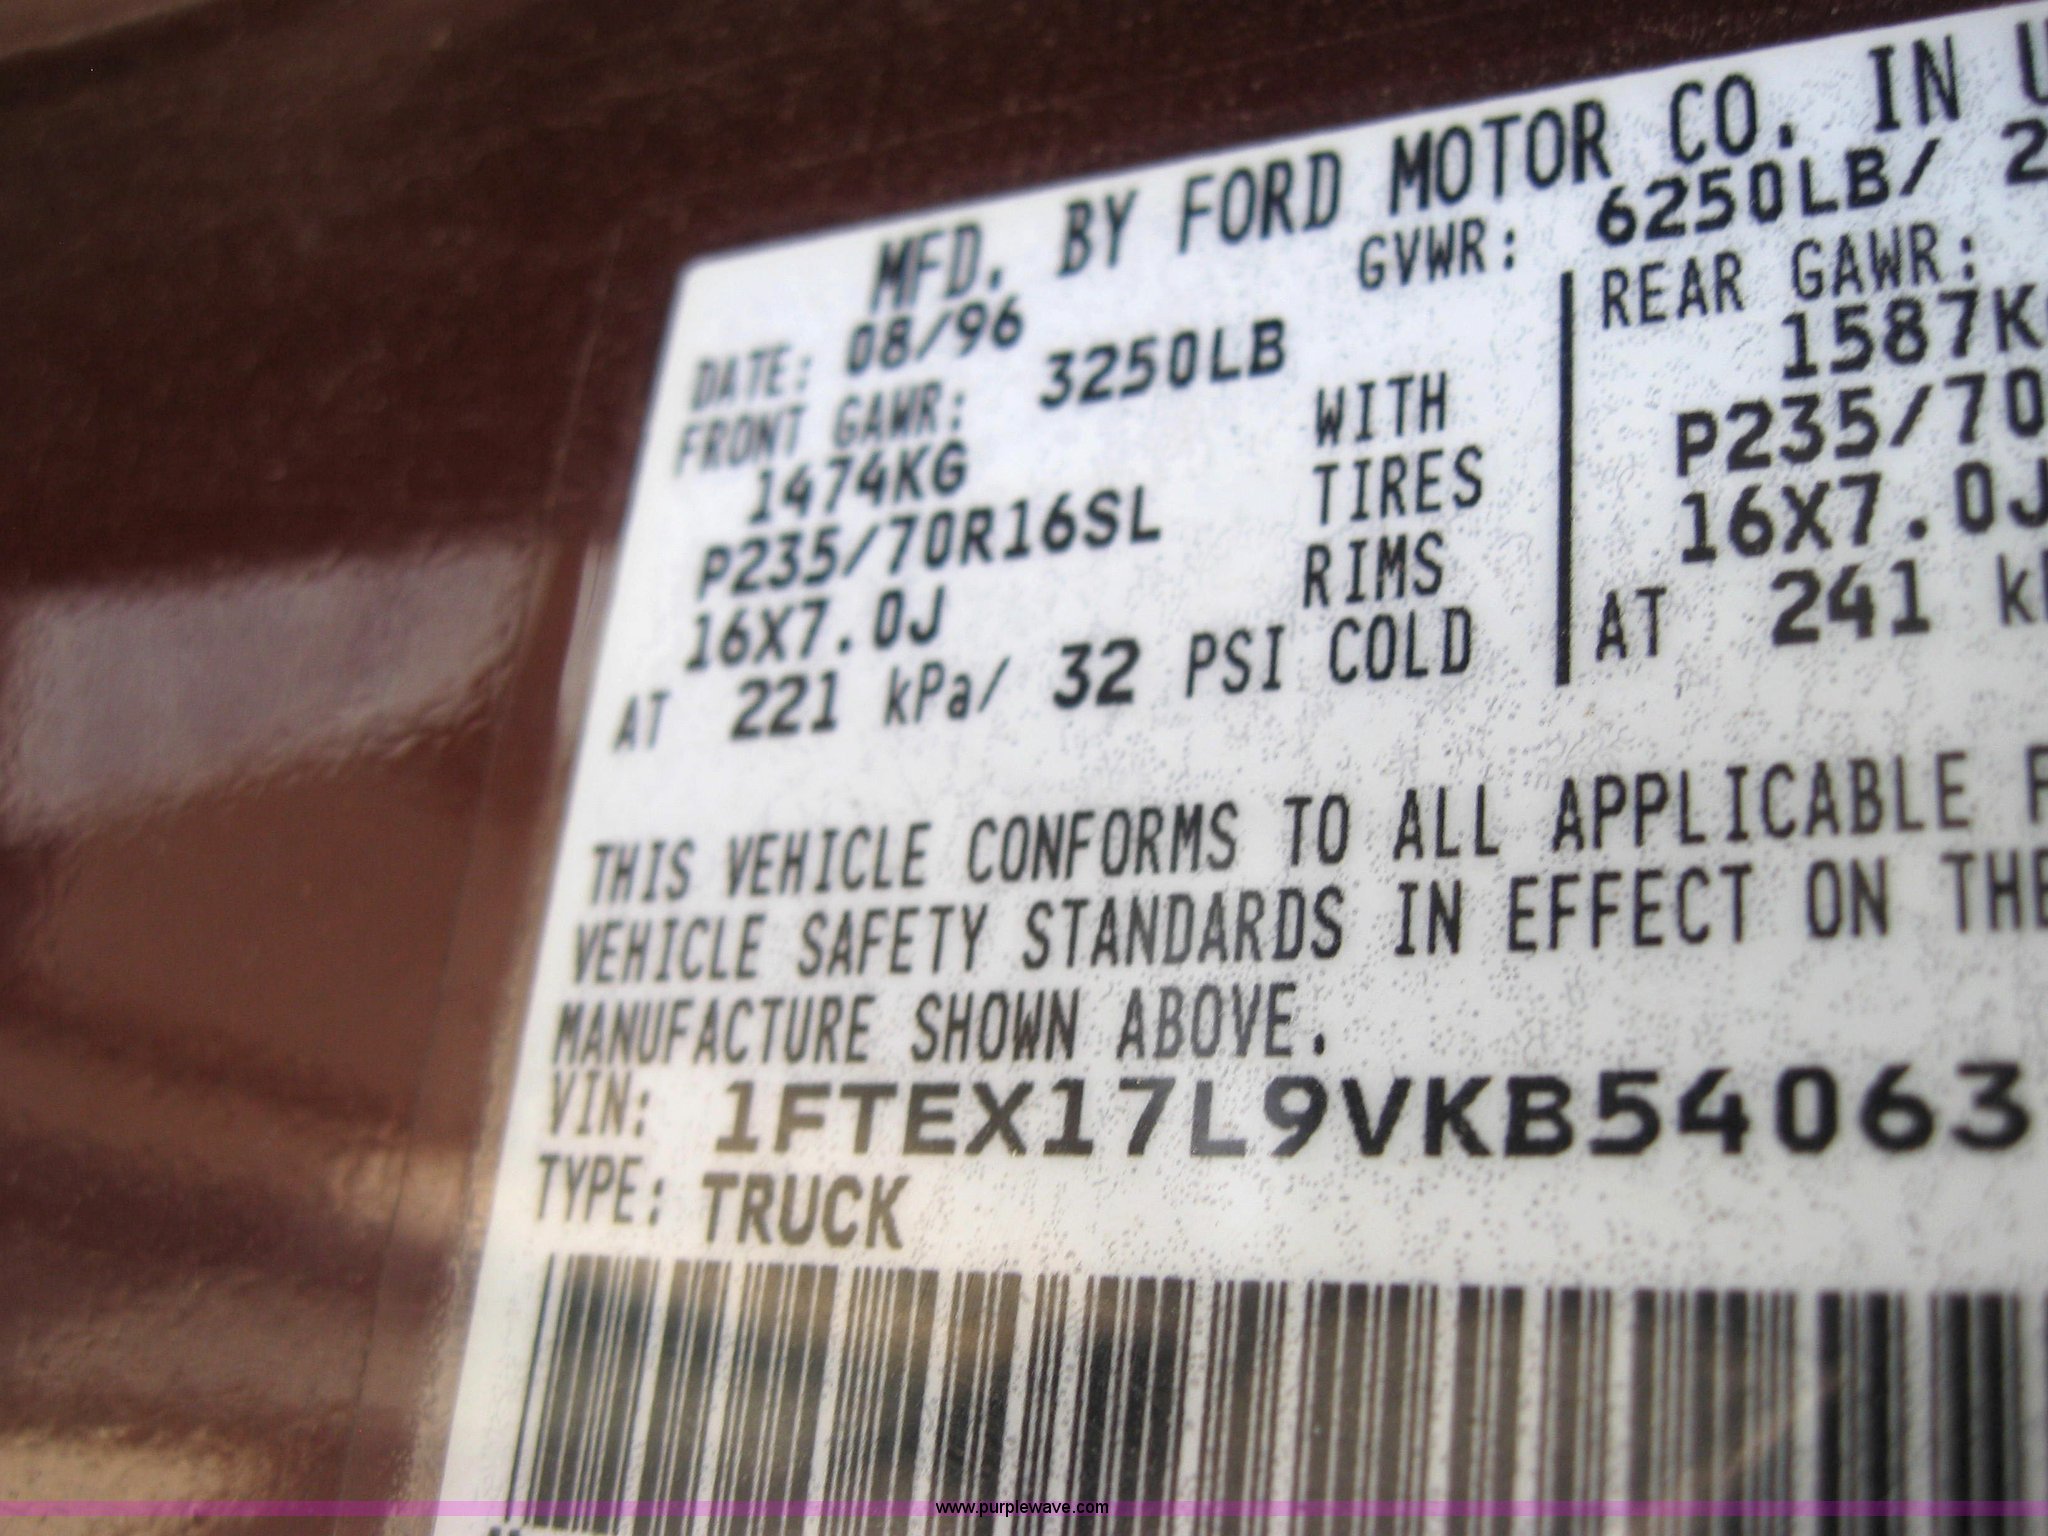 MFD. BY FORD MOTOR CO. IN U
GVWR: 6250LB/ 2
DATE: 08/96
FRONT GAWR: 3250LB
1474KG WITH
P235/70R16SL TIRES
16X7.0J RIMS
AT 221 kPa/ 32 PSI COLD
REAR GAWR:
1587K
P235/70
16X7.0J
AT 241 k
THIS VEHICLE CONFORMS TO ALL APPLICABLE F
VEHICLE SAFETY STANDARDS IN EFFECT ON THE
MANUFACTURE SHOWN ABOVE.
VIN: 1FTEX17L9VKB54063
TYPE: TRUCK
www.purplewave.com